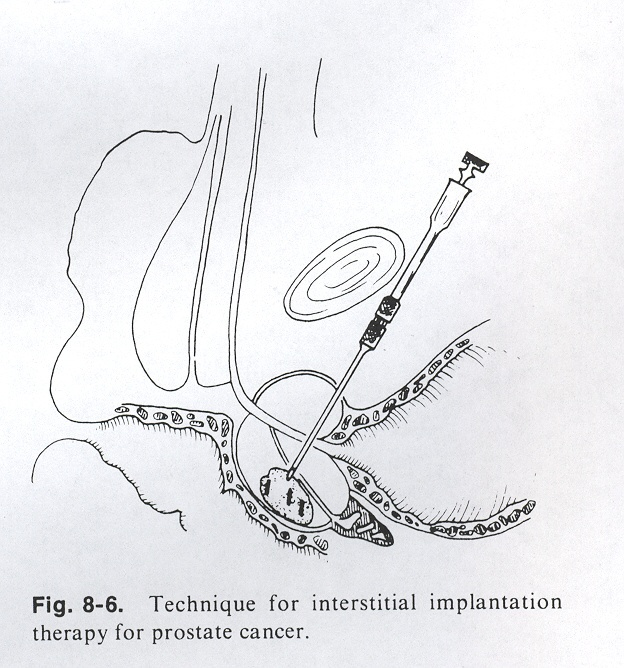 Fig. 8-6. Technique for interstitial implantation
therapy for prostate cancer.